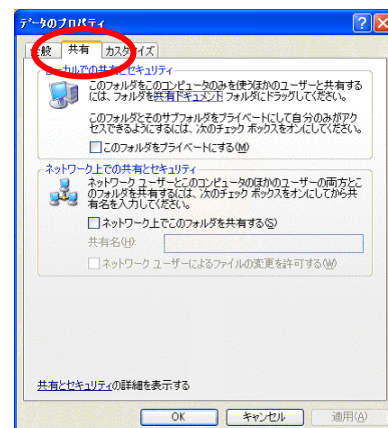 データのプロパティ
全般 共有 カスタマイズ
ローカルでの共有とセキュリティ
このフォルダをこのコンピュータのみを使うほかのユーザーと共有する
には、フォルダを共有ドキュメント フォルダにドラッグしてください。
このフォルダとそのサブフォルダをプライベートにして自分のみがアク
セスできるようにするには、次のチェック ボックスをオンにしてください。
このフォルダをプライベートにする(M)
ネットワーク上での共有とセキュリティ
ネットワーク ユーザーとこのコンピュータのほかのユーザーの両方とこ
のフォルダを共有するには、次のチェック ボックスをオンにしてから共
有名を入力してください。
ネットワーク上でこのフォルダを共有する(S)
共有名(H):
ネットワーク ユーザーによるファイルの変更を許可する(W)
共有とセキュリティの詳細を表示する
OK キャンセル 適用(A)